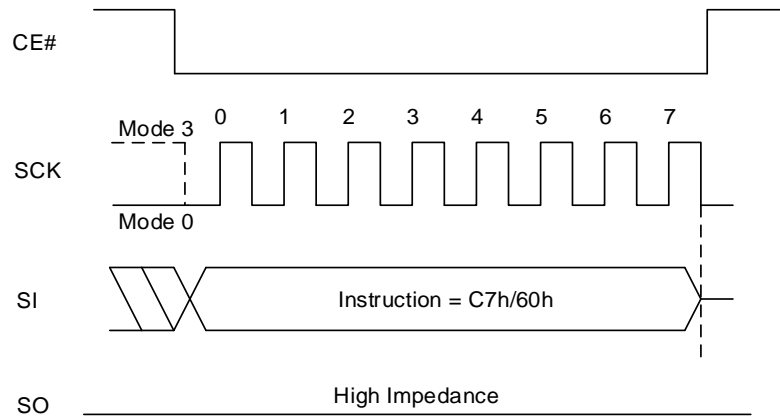 CE#
0 1 2 3 4 5 6 7
Mode 3
SCK
Mode 0
SI
Instruction = C7h/60h
High Impedance
SO